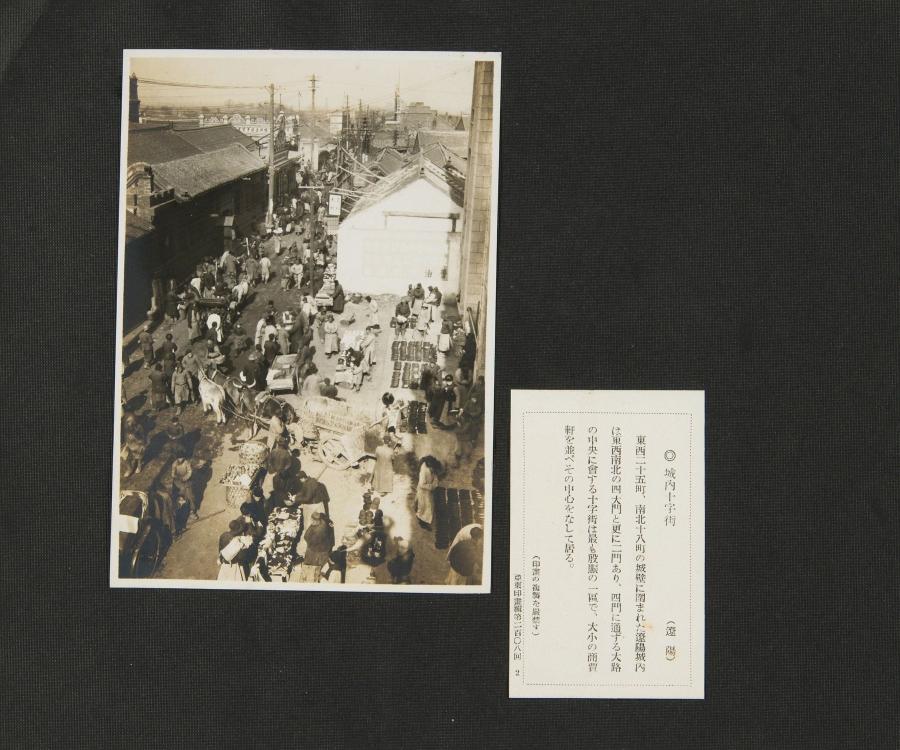 ◎城內十字街
（遼陽）
東西二十五町、南北十八町の城壁に圍まれた遼陽城內
は東西南北の四大門と更に二門あり、四門に通ずる大路
の中央に會する十字街は最も殷賑の一區で、大小の商賈
軒を並べその中心をなして居る。
（印畫の複製を嚴禁す）
亞東印畫輯第二百〇八回 2